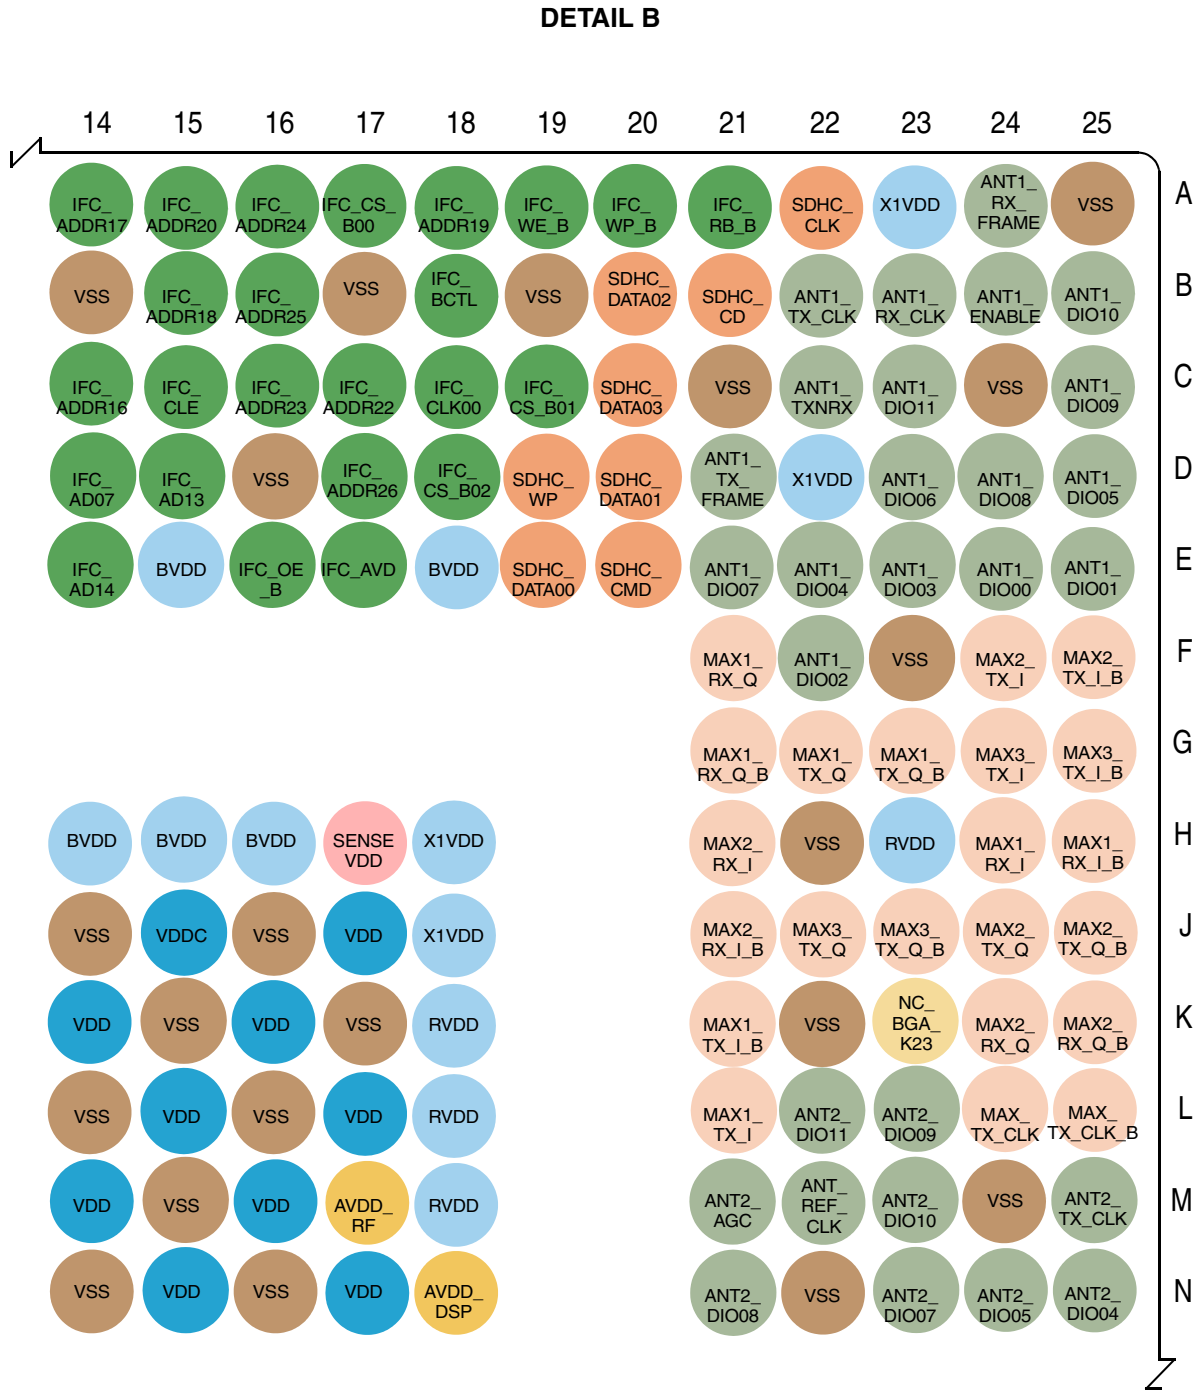 DETAIL B
14 15 16 17 18 19 20 21 22 23 24 25
IFC_ADDR17 IFC_ADDR20 IFC_ADDR24 IFC_CS_B00 IFC_ADDR19 IFC_WE_B IFC_WP_B IFC_RB_B SDHC_CLK X1VDD ANT1_RX_FRAME VSS A
VSS IFC_ADDR18 IFC_ADDR25 VSS IFC_BCTL VSS SDHC_DATA02 SDHC_CD ANT1_TX_CLK ANT1_RX_CLK ANT1_ENABLE ANT1_DIO10 B
IFC_ADDR16 IFC_CLE IFC_ADDR23 IFC_ADDR22 IFC_CLK00 IFC_CS_B01 SDHC_DATA03 VSS ANT1_TXNRX ANT1_DIO11 VSS ANT1_DIO09 C
IFC_AD07 IFC_AD13 VSS IFC_ADDR26 IFC_CS_B02 SDHC_WP SDHC_DATA01 ANT1_TX_FRAME X1VDD ANT1_DIO06 ANT1_DIO08 ANT1_DIO05 D
IFC_AD14 BVDD IFC_OE_B IFC_AVD BVDD SDHC_DATA00 SDHC_CMD ANT1_DIO07 ANT1_DIO04 ANT1_DIO03 ANT1_DIO00 ANT1_DIO01 E
MAX1_RX_Q ANT1_DIO02 VSS MAX2_TX_I MAX2_TX_I_B F
MAX1_RX_Q_B MAX1_TX_Q MAX1_TX_Q_B MAX3_TX_I MAX3_TX_I_B G
BVDD BVDD BVDD SENSE VDD X1VDD MAX2_RX_I VSS RVDD MAX1_RX_I MAX1_RX_I_B H
VSS VDDC VSS VDD X1VDD MAX2_RX_I_B MAX3_TX_Q MAX3_TX_Q_B MAX2_TX_Q MAX2_TX_Q_B J
VDD VSS VDD VSS RVDD MAX1_TX_I_B VSS NC_BGA_K23 MAX2_RX_Q MAX2_RX_Q_B K
VSS VDD VSS VDD RVDD MAX1_TX_I ANT2_DIO11 ANT2_DIO09 MAX_TX_CLK MAX_TX_CLK_B L
VDD VSS VDD AVDD_RF RVDD ANT2_AGC ANT_REF_CLK ANT2_DIO10 VSS ANT2_TX_CLK M
VSS VDD VSS VDD AVDD_DSP ANT2_DIO08 VSS ANT2_DIO07 ANT2_DIO05 ANT2_DIO04 N